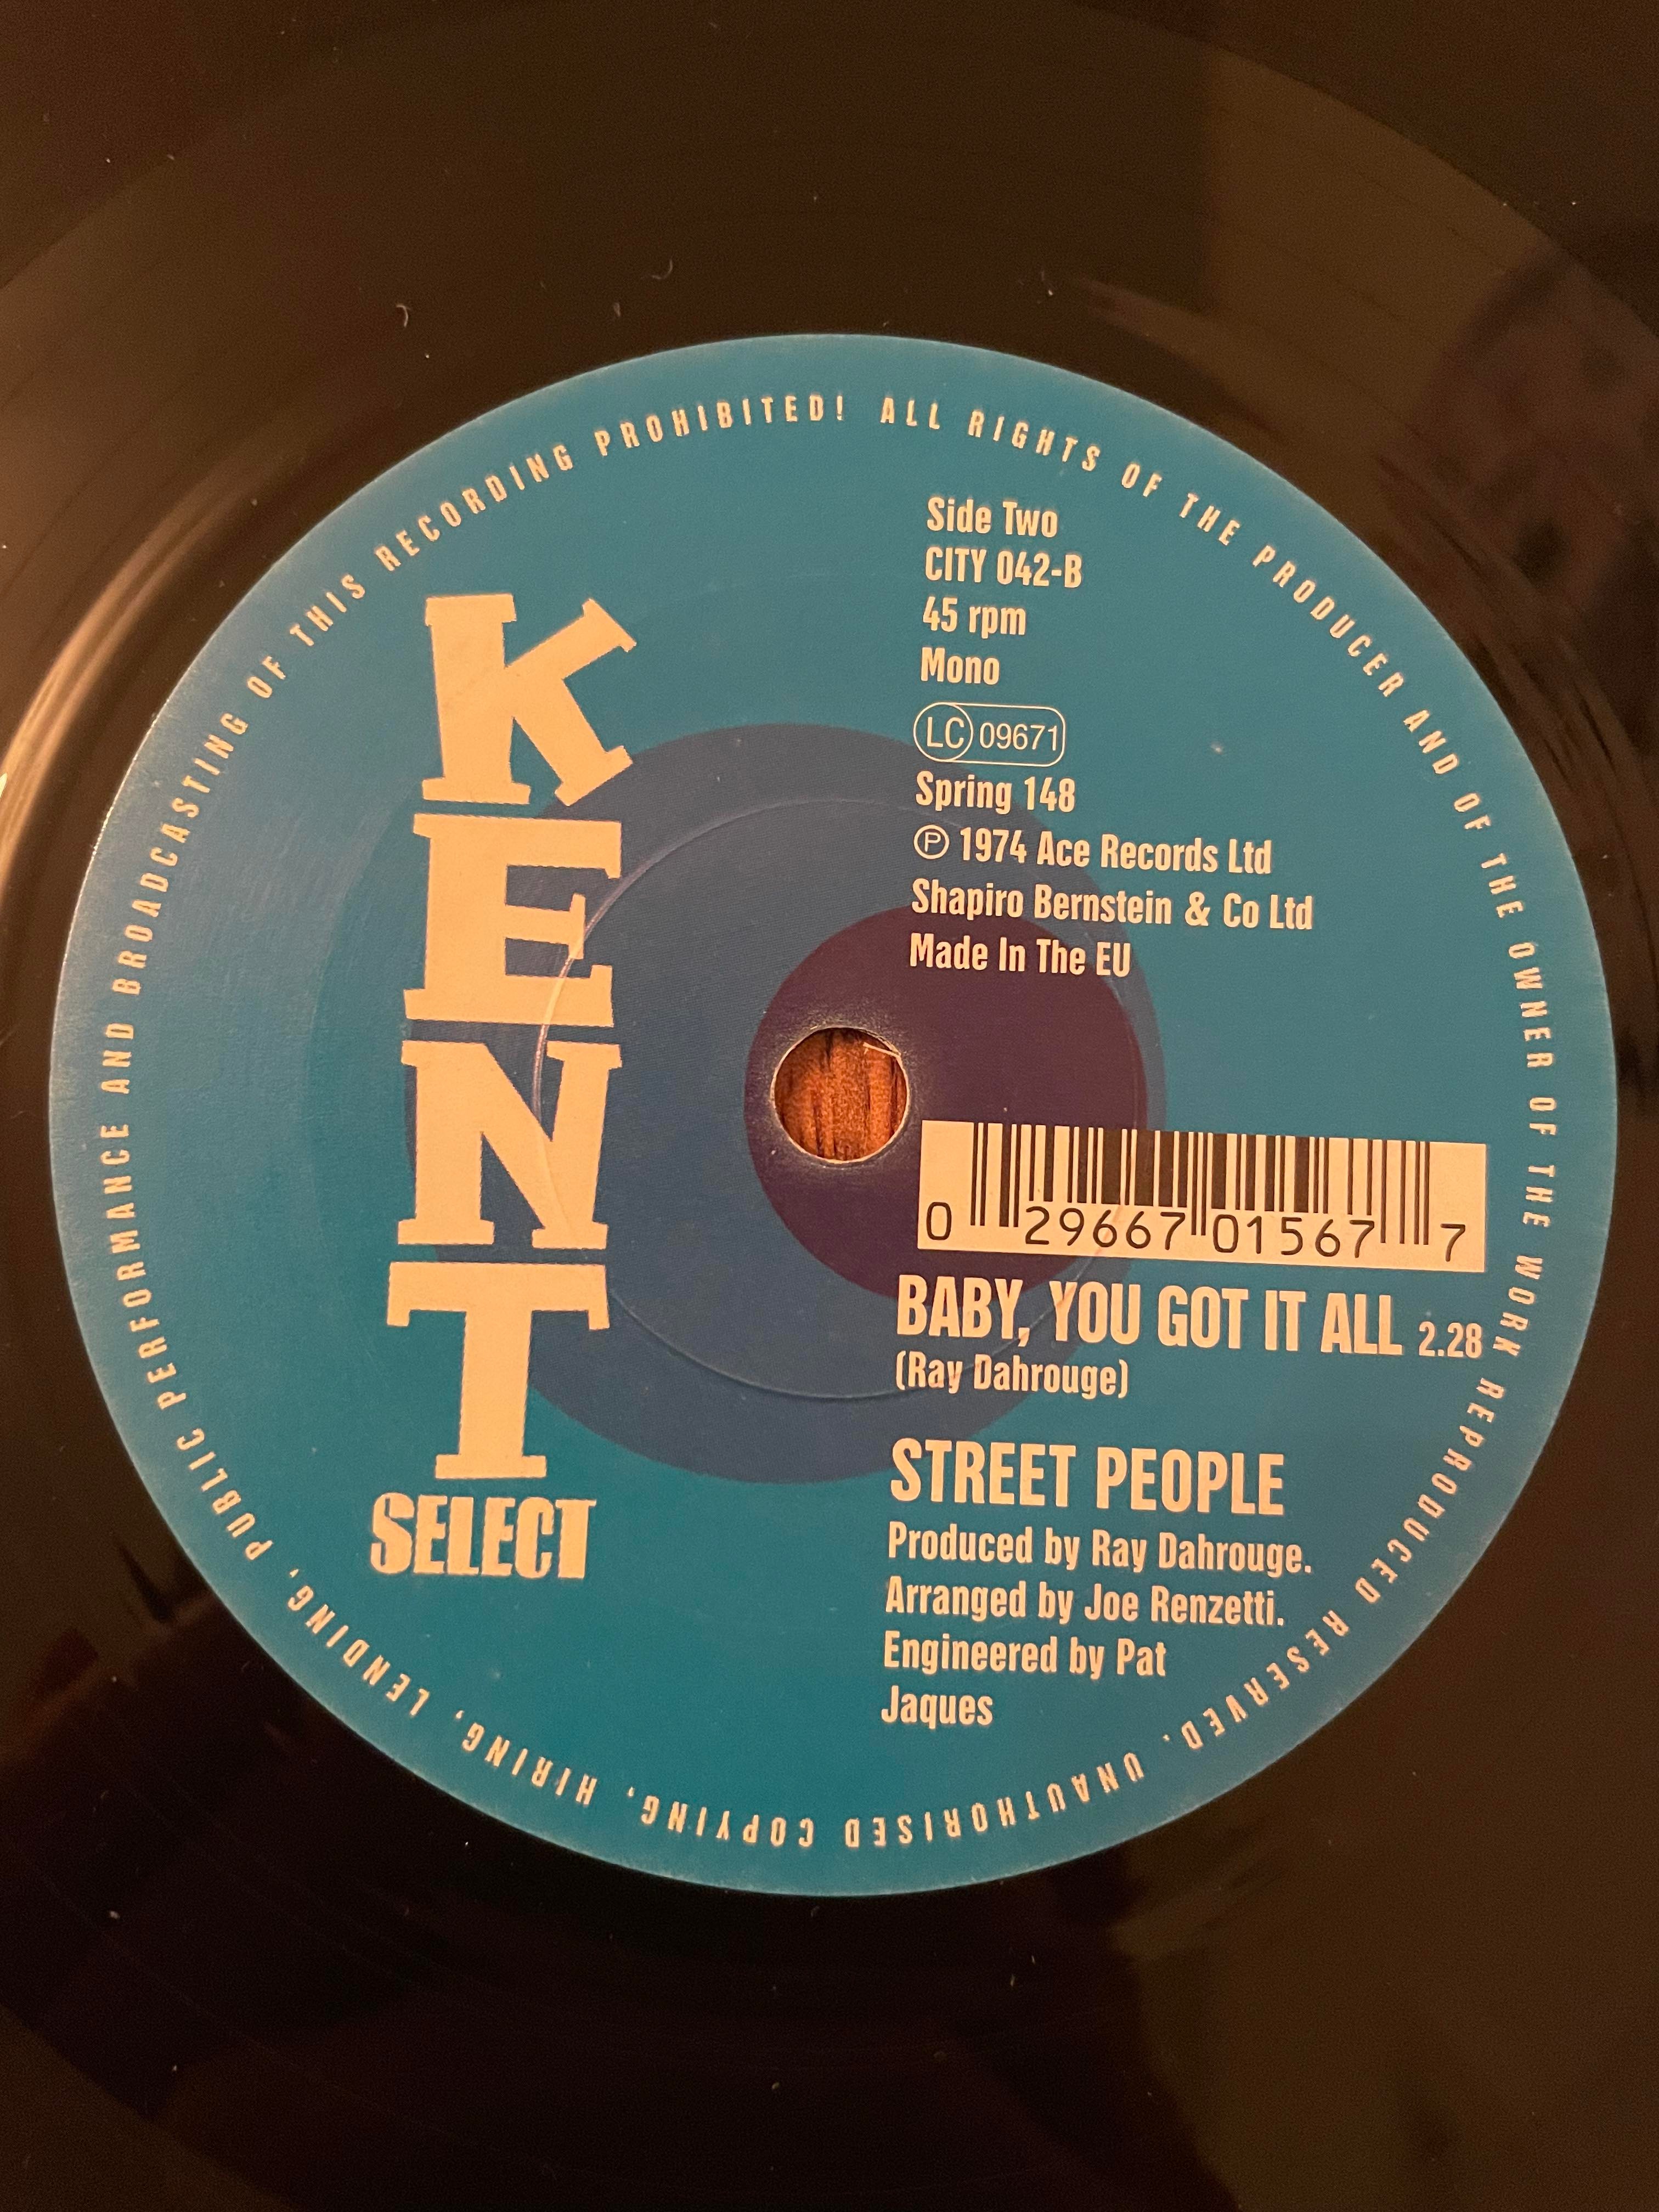 ALL RIGHTS OF THE PRODUCER AND OF THE OWNER OF THE WORK REPRODUCED RESERVED. UNAUTHORISED COPYING, HIRING, LENDING, PUBLIC PERFORMANCE AND BROADCASTING OF THIS RECORDING PROHIBITED!
KENT
SELECT
Side Two
CITY 042-B
45 rpm
Mono
LC 09671
Spring 148
℗ 1974 Ace Records Ltd
Shapiro Bernstein & Co Ltd
Made In The EU
0 29667 01567 7
BABY, YOU GOT IT ALL 2.28
(Ray Dahrouge)
STREET PEOPLE
Produced by Ray Dahrouge.
Arranged by Joe Renzetti.
Engineered by Pat
Jaques